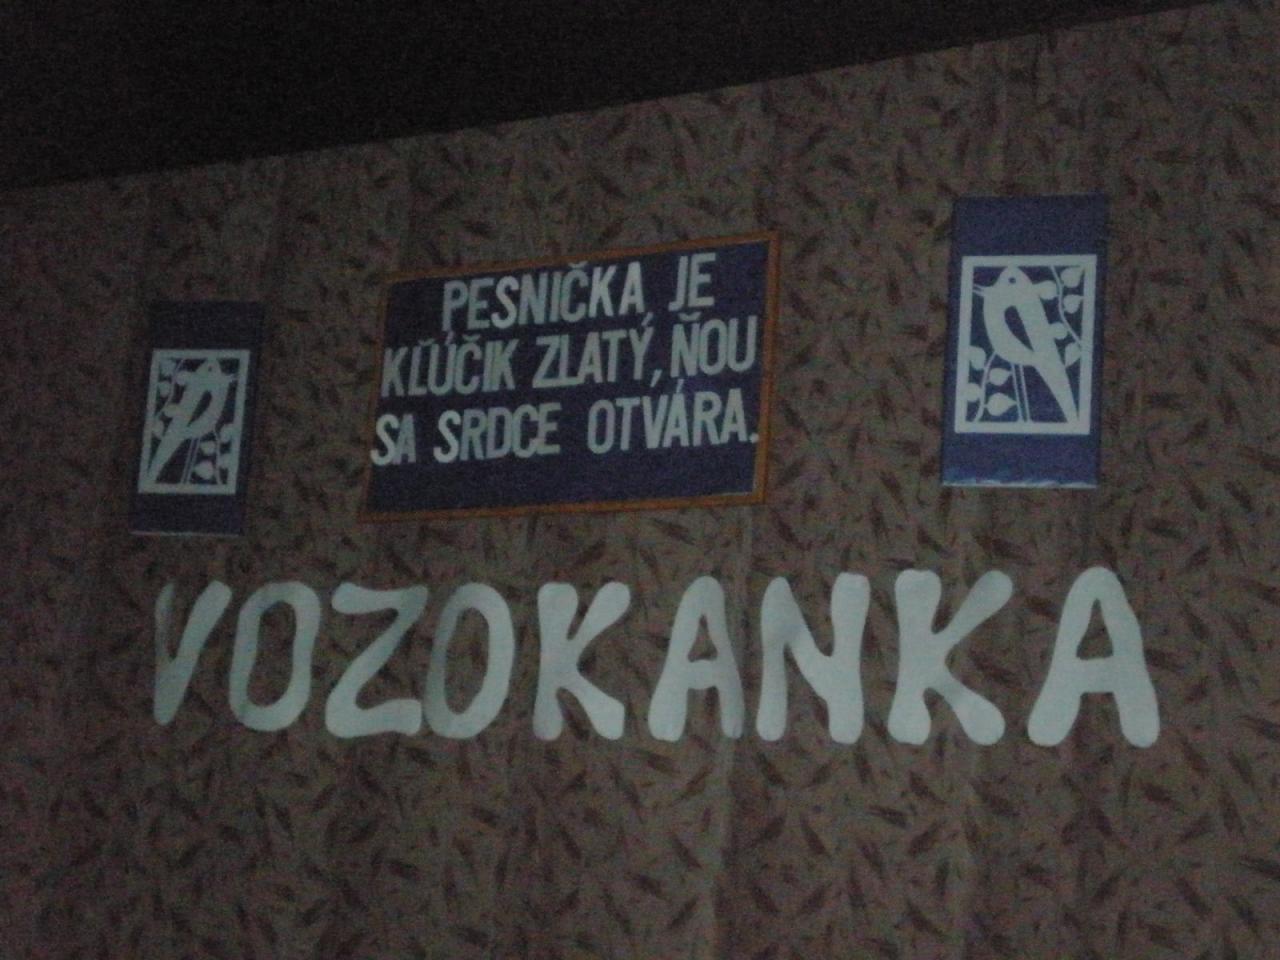 PESNIČKA JE
KĽÚČIK ZLATÝ, ŇOU
SA SRDCE OTVÁRA.
VOZOKANKA